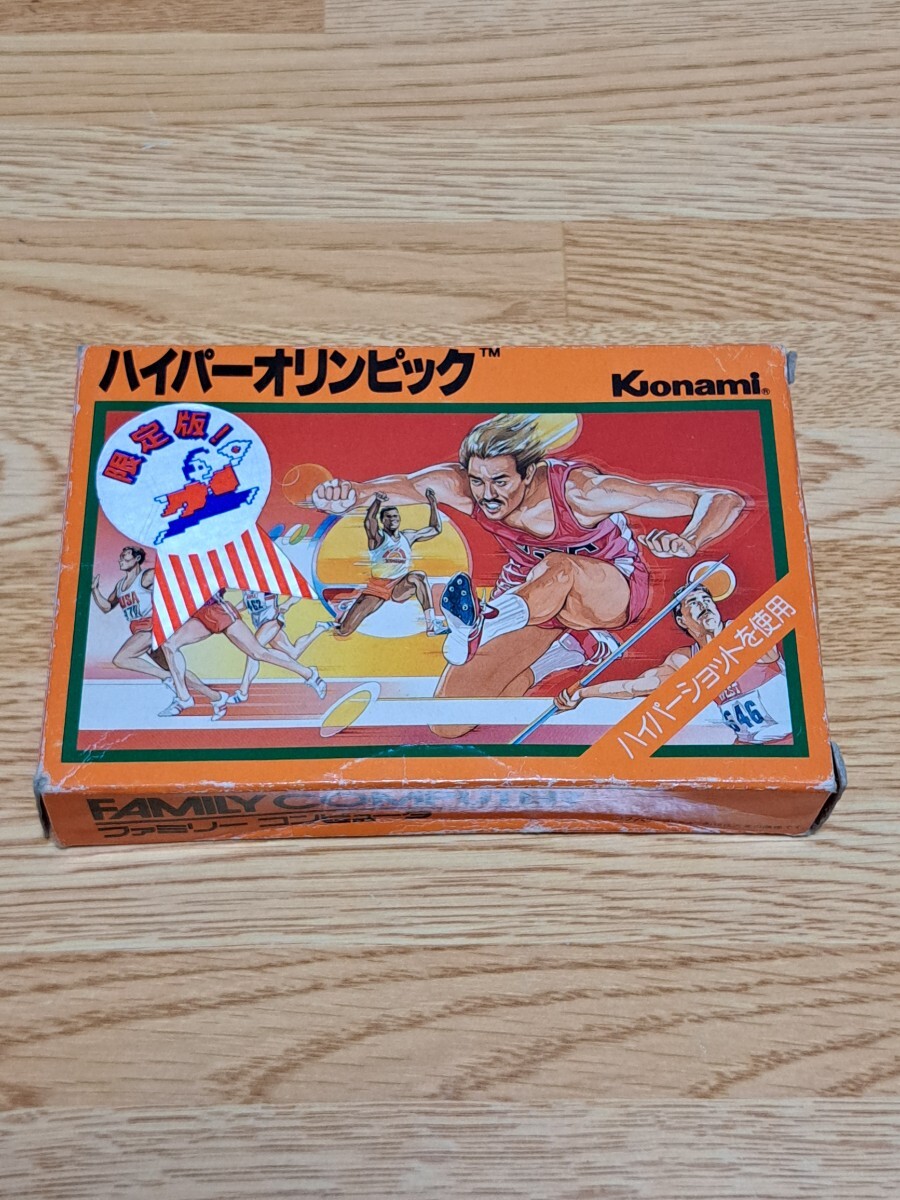 ハイパーオリンピック™
Konami®
限定版!
USA
646
ハイパーショットを使用
FAMILY COMPUTER
ファミリー コンピュータ